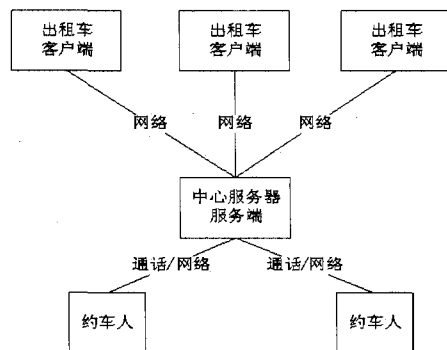 出租车
客户端
出租车
客户端
出租车
客户端
网络
网络
网络
中心服务器
服务端
通话/网络
通话/网络
约车人
约车人